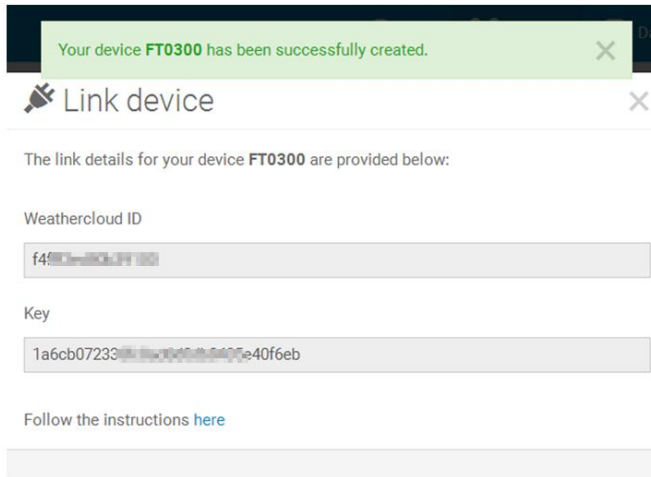 Your device FT0300 has been successfully created.
Link device
The link details for your device FT0300 are provided below:
Weathercloud ID
Key
Follow the instructions here